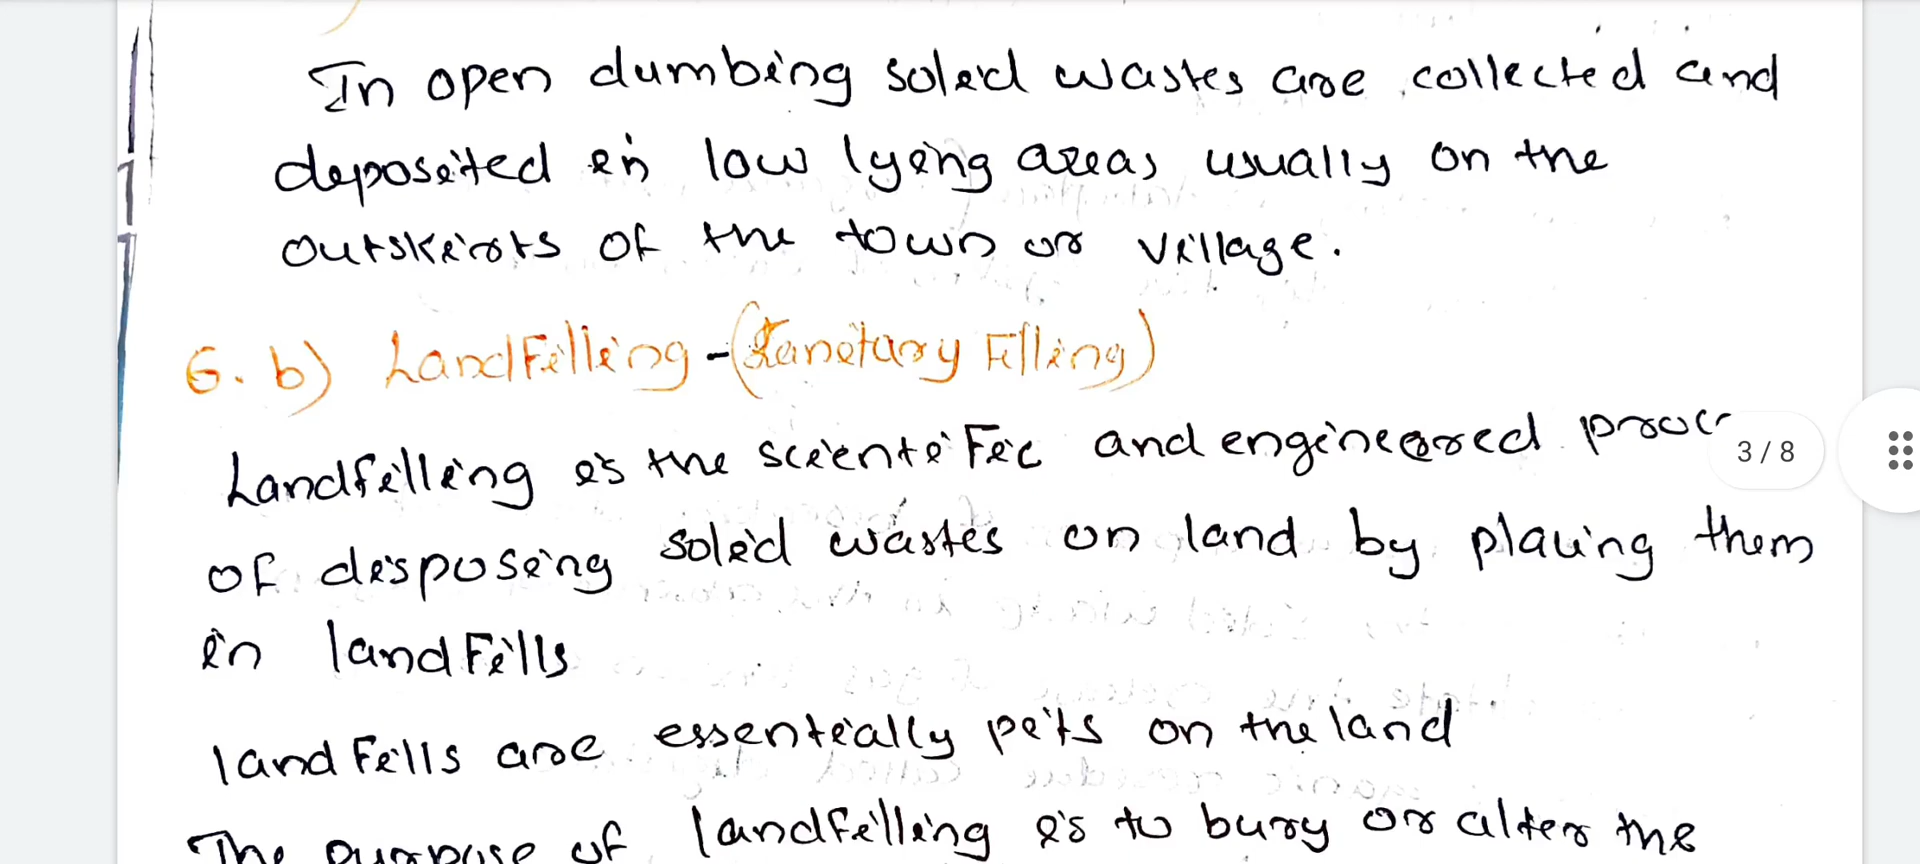 In open dumbing solid wastes are collected and
deposited in low lying areas usually on the
outskirts of the town or village.
6. b) Landfilling - (Sanitary Filling)
Landfilling is the scientific and engineered
3 / 8
of disposing solid wastes on land by placing them
in landfills
landfills are essentially pits on the land
The purpose of landfilling is to bury or alter the